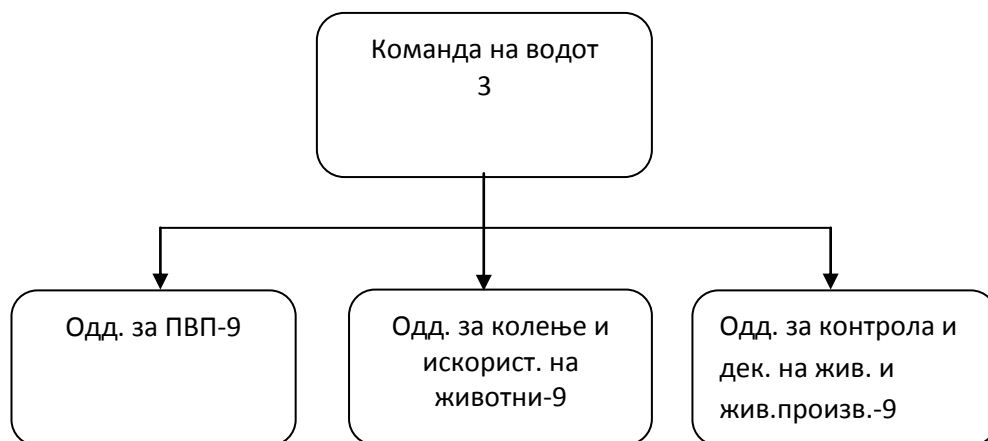 Команда на водот
3
Одд. за ПВП-9
Одд. за колење и
искорист. на
животни-9
Одд. за контрола и
дек. на жив. и
жив.произв.-9